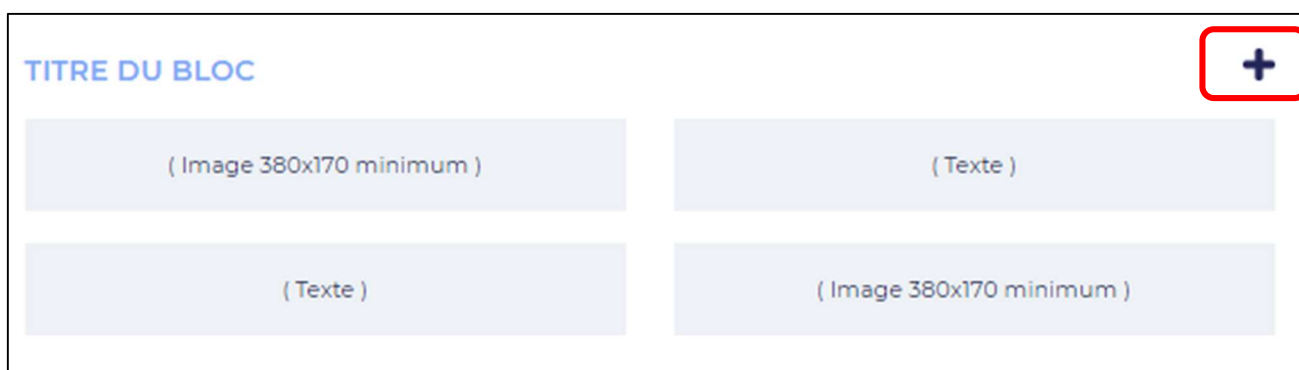 TITRE DU BLOC
( Image 380x170 minimum )
( Texte )
( Texte )
( Image 380x170 minimum )